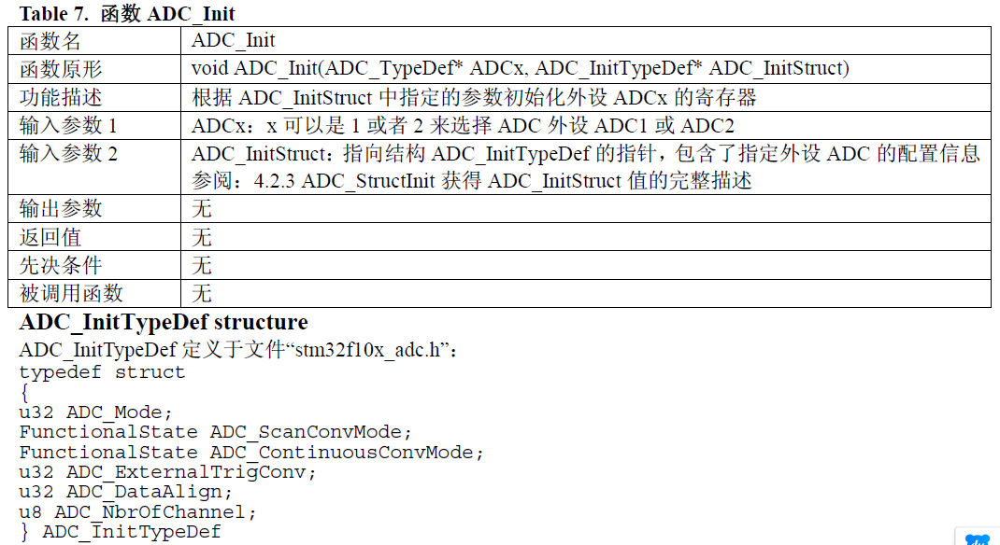 Table 7. 函数 ADC_Init
函数名 ADC_Init
函数原形 void ADC_Init(ADC_TypeDef* ADCx, ADC_InitTypeDef* ADC_InitStruct)
功能描述 根据 ADC_InitStruct 中指定的参数初始化外设 ADCx 的寄存器
输入参数 1 ADCx：x 可以是 1 或者 2 来选择 ADC 外设 ADC1 或 ADC2
输入参数 2 ADC_InitStruct：指向结构 ADC_InitTypeDef 的指针，包含了指定外设 ADC 的配置信息
参阅：4.2.3 ADC_StructInit 获得 ADC_InitStruct 值的完整描述
输出参数 无
返回值 无
先决条件 无
被调用函数 无
ADC_InitTypeDef structure
ADC_InitTypeDef 定义于文件“stm32f10x_adc.h”：
typedef struct
{
u32 ADC_Mode;
FunctionalState ADC_ScanConvMode;
FunctionalState ADC_ContinuousConvMode;
u32 ADC_ExternalTrigConv;
u32 ADC_DataAlign;
u8 ADC_NbrOfChannel;
} ADC_InitTypeDef